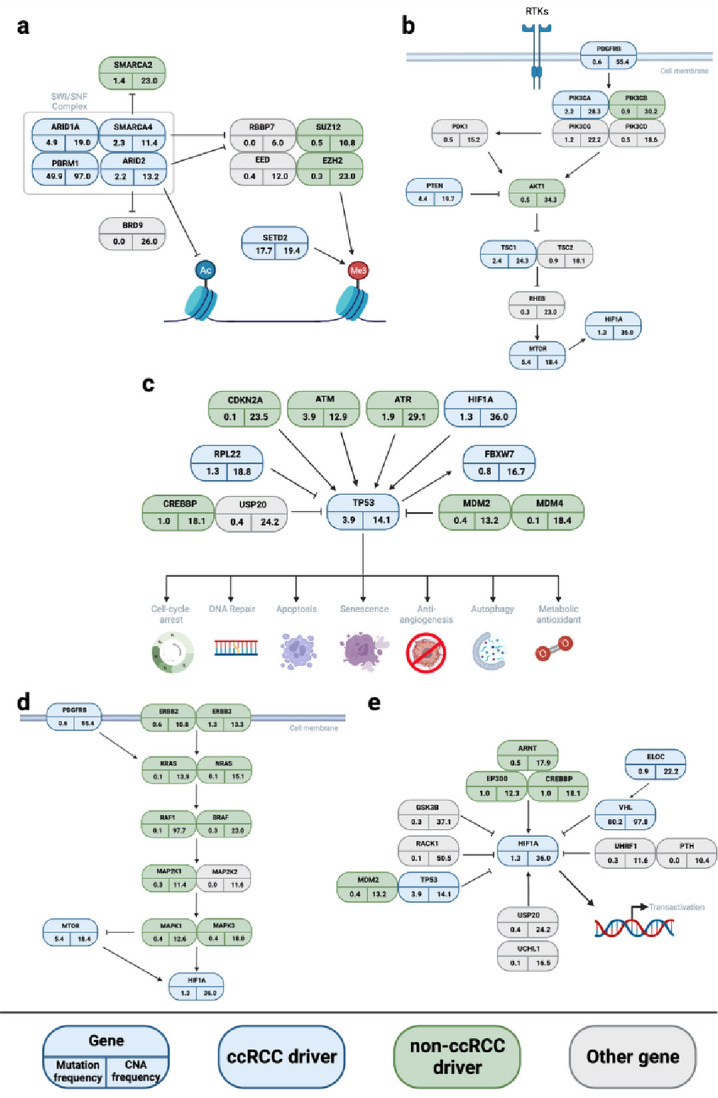 a
SMARCA2
1.4 23.0
SWI/SNF
Complex
ARID1A SMARCA4
4.9 19.0 2.3 11.4
PBRM1 ARID2
49.9 97.0 2.2 13.2
RBBP7 SUZ12
0.0 6.0 0.5 10.8
EED EZH2
0.4 12.0 0.3 23.0
BRD9
0.0 26.0
SETD2
17.7 19.4
Ac
Me3
b
RTKs
PDGFRB
0.6 55.4
Cell membrane
PIK3CA PIK3CB
2.3 28.3 0.9 30.2
PIK3CG PIK3CD
1.2 22.2 0.5 18.6
PDK1
0.5 15.2
PTEN
4.4 19.7
AKT1
0.5 34.3
TSC1 TSC2
2.4 24.3 0.9 18.1
RHEB
0.3 23.0
HIF1A
1.3 36.0
MTOR
5.4 18.4
c
CDKN2A ATM ATR HIF1A
0.1 23.5 3.9 12.9 1.9 29.1 1.3 36.0
RPL22 FBXW7
1.3 18.8 0.8 16.7
CREBBP USP20 TP53 MDM2 MDM4
1.0 18.1 0.4 24.2 3.9 14.1 0.4 13.2 0.1 18.4
Cell-cycle
arrest
DNA Repair
Apoptosis
Senescence
Anti-
angiogenesis
Autophagy
Metabolic
antioxidant
O O
d
PDGFRB ERBB2 ERBB3
0.6 55.4 0.6 10.8 1.3 13.3
Cell membrane
KRAS NRAS
0.1 13.9 0.1 15.1
RAF1 BRAF
0.1 97.7 0.3 23.0
MAP2K1 MAP2K2
0.3 11.4 0.0 11.6
MTOR MAPK1 MAPK3
5.4 18.4 0.4 12.6 0.4 18.0
HIF1A
1.3 36.0
e
ARNT
0.5 17.9
EP300 CREBBP
1.0 12.3 1.0 18.1
ELOC
0.9 22.2
GSK3B VHL
0.3 37.1 80.2 97.8
RACK1 HIF1A UHRF1 PTH
0.1 50.5 1.3 36.0 0.3 11.6 0.0 10.4
MDM2 TP53
0.4 13.2 3.9 14.1
USP20
0.4 24.2
UCHL1
0.1 16.5
Transactivation
Gene
Mutation
frequency
CNA
frequency
ccRCC driver
non-ccRCC
driver
Other gene